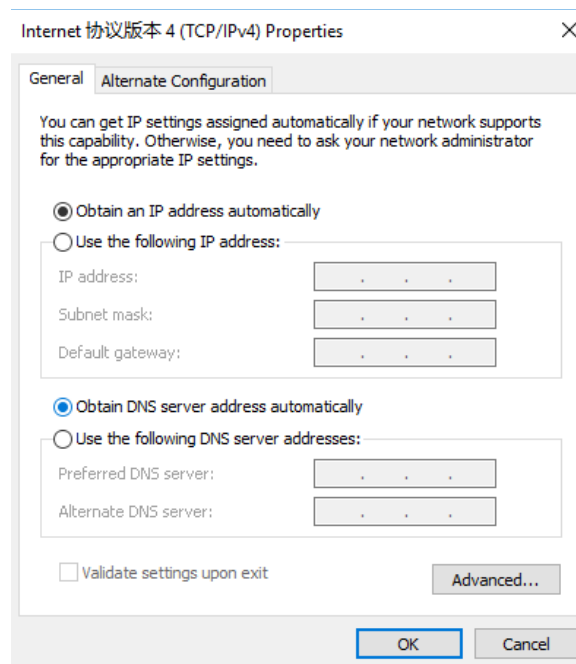 Internet 协议版本 4 (TCP/IPv4) Properties
General
Alternate Configuration
You can get IP settings assigned automatically if your network supports
this capability. Otherwise, you need to ask your network administrator
for the appropriate IP settings.
Obtain an IP address automatically
Use the following IP address:
IP address:
Subnet mask:
Default gateway:
Obtain DNS server address automatically
Use the following DNS server addresses:
Preferred DNS server:
Alternate DNS server:
Validate settings upon exit
Advanced...
OK
Cancel